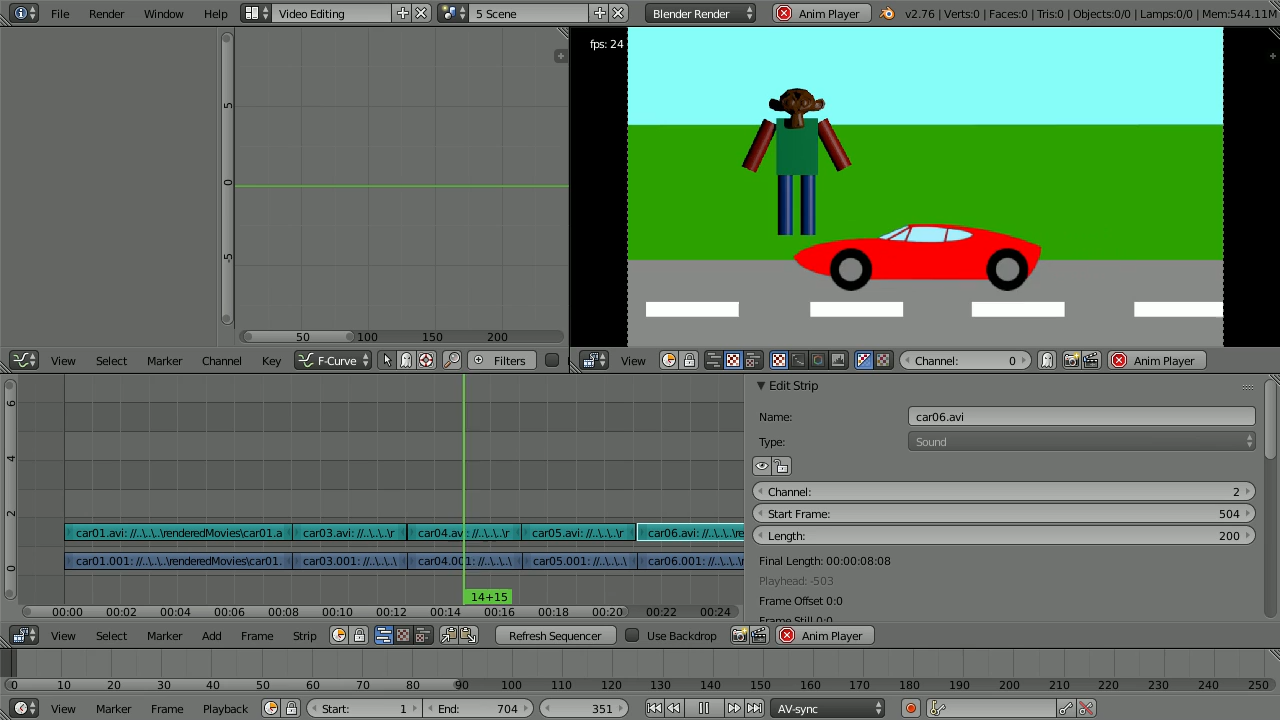 File Render Window Help Video Editing 5 Scene Blender Render Anim Player v2.76 | Verts:0 | Faces:0 | Tris:0 | Objects:0/0 | Lamps:0/0 | Mem:544.11M
fps: 24
5
0
-5
50 100 150 200
View Select Marker Channel Key F-Curve Filters
View Channel: 0 Anim Player
6
4
2
0
car01.avi: //..\..\..\renderedMovies\car01.a car03.avi: //..\..\..\r car04.avi: //..\..\..\r car05.avi: //..\..\..\r car06.avi: //..\..\..\re
car01.001: //..\..\..\renderedMovies\car01. car03.001: //..\..\..\ car04.001: //..\..\..\ car05.001: //..\..\..\ car06.001: //..\..\..\
14+15
00:00 00:02 00:04 00:06 00:08 00:10 00:12 00:14 00:16 00:18 00:20 00:22 00:24
Edit Strip
Name: car06.avi
Type: Sound
Channel: 2
Start Frame: 504
Length: 200
Final Length: 00:00:08:08
Playhead: -503
Frame Offset 0:0
Frame Still 0:0
View Select Marker Add Frame Strip Refresh Sequencer Use Backdrop Anim Player
0 10 20 30 40 50 60 70 80 90 100 110 120 130 140 150 160 170 180 190 200 210 220 230 240 250
View Marker Frame Playback Start: 1 End: 704 351 AV-sync